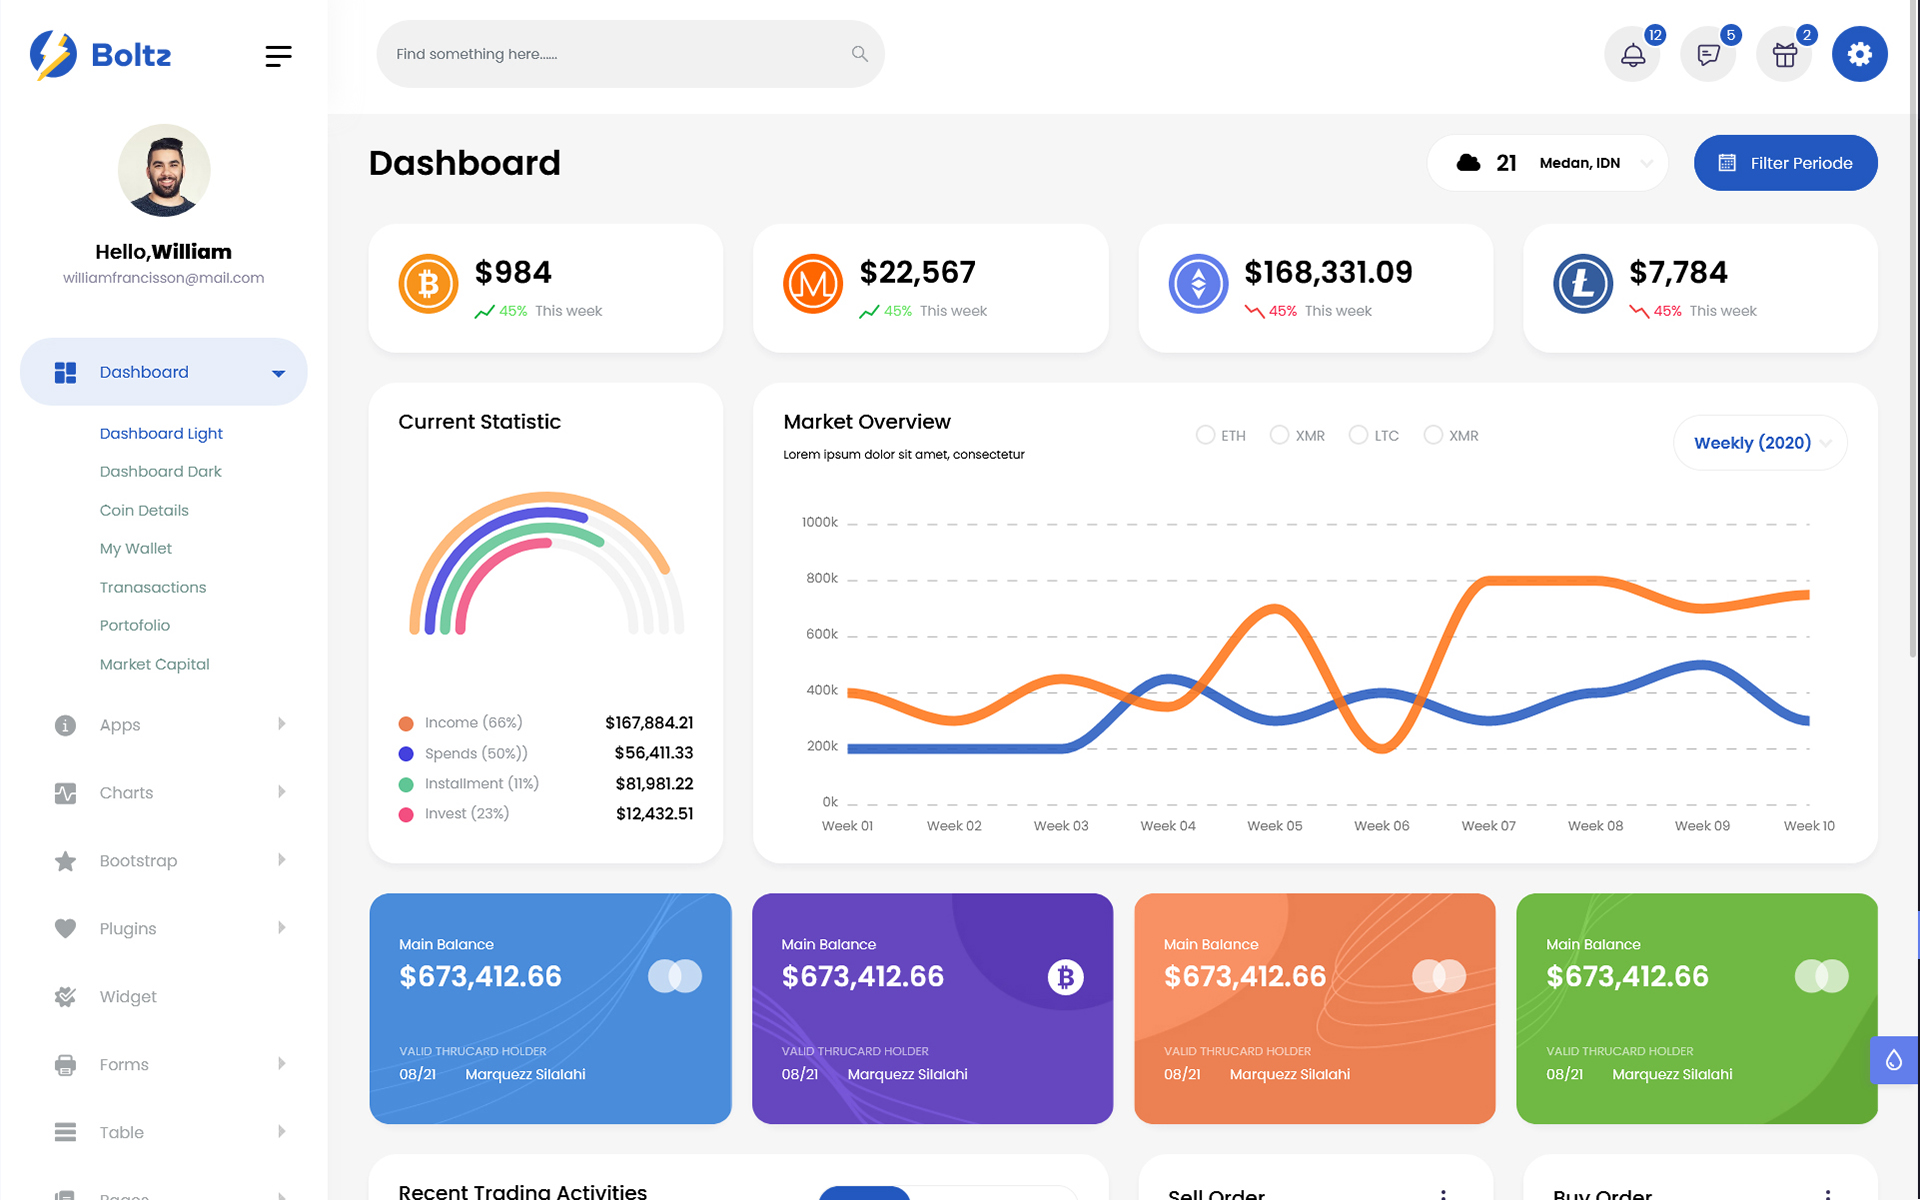 Boltz
Find something here......
12
5
2
Hello,William
williamfrancisson@mail.com
Dashboard
Dashboard Light
Dashboard Dark
Coin Details
My Wallet
Tranasactions
Portofolio
Market Capital
Apps
Charts
Bootstrap
Plugins
Widget
Forms
Table
Pages
Dashboard
21 Medan, IDN
Filter Periode
$984
45% This week
$22,567
45% This week
$168,331.09
45% This week
$7,784
45% This week
Current Statistic
Income (66%) $167,884.21
Spends (50%)) $56,411.33
Installment (11%) $81,981.22
Invest (23%) $12,432.51
Market Overview
Lorem ipsum dolor sit amet, consectetur
ETH XMR LTC XMR
Weekly (2020)
1000k
800k
600k
400k
200k
0k
Week 01 Week 02 Week 03 Week 04 Week 05 Week 06 Week 07 Week 08 Week 09 Week 10
Main Balance
$673,412.66
VALID THRUCARD HOLDER
08/21 Marquezz Silalahi
Main Balance
$673,412.66
VALID THRUCARD HOLDER
08/21 Marquezz Silalahi
Main Balance
$673,412.66
VALID THRUCARD HOLDER
08/21 Marquezz Silalahi
Main Balance
$673,412.66
VALID THRUCARD HOLDER
08/21 Marquezz Silalahi
Recent Trading Activities
Sell Order
Buy Order